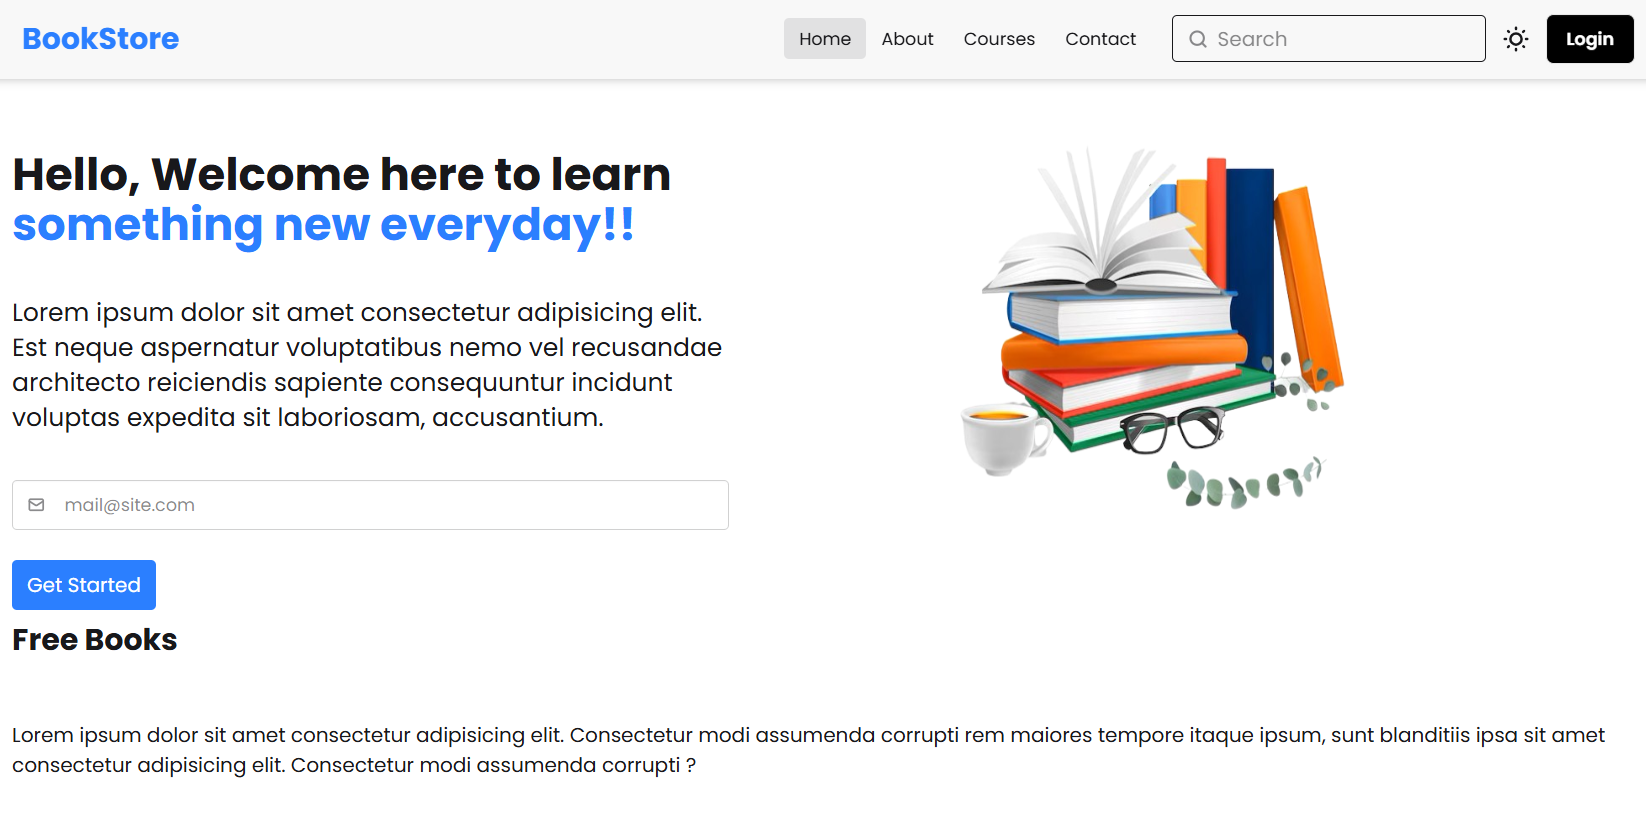 BookStore
Home
About
Courses
Contact
Search
Login
Hello, Welcome here to learn
something new everyday!!
Lorem ipsum dolor sit amet consectetur adipisicing elit.
Est neque aspernatur voluptatibus nemo vel recusandae
architecto reiciendis sapiente consequuntur incidunt
voluptas expedita sit laboriosam, accusantium.
mail@site.com
Get Started
Free Books
Lorem ipsum dolor sit amet consectetur adipisicing elit. Consectetur modi assumenda corrupti rem maiores tempore itaque ipsum, sunt blanditiis ipsa sit amet
consectetur adipisicing elit. Consectetur modi assumenda corrupti ?